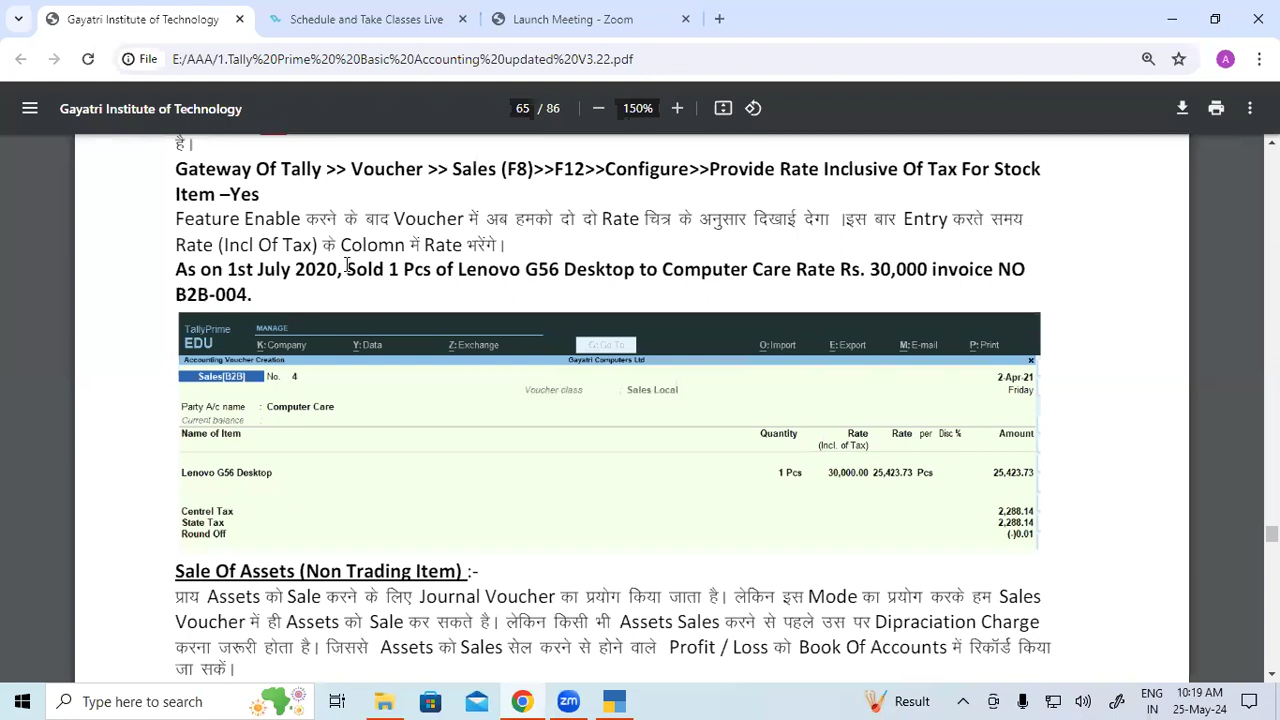 Gayatri Institute of Technology
Schedule and Take Classes Live
Launch Meeting - Zoom
File
E:/AAA/1.Tally%20Prime%20Basic%20Accounting%20updated%20V3.22.pdf
A
Gayatri Institute of Technology
65 / 86
150%
है।
Gateway Of Tally >> Voucher >> Sales (F8)>>F12>>Configure>>Provide Rate Inclusive Of Tax For Stock
Item –Yes
Feature Enable करने के बाद Voucher में अब हमको दो दो Rate चित्र के अनुसार दिखाई देगा ।इस बार Entry करते समय
Rate (Incl Of Tax) के Colomn में Rate भरेंगे।
As on 1st July 2020, Sold 1 Pcs of Lenovo G56 Desktop to Computer Care Rate Rs. 30,000 invoice NO
B2B-004.
TallyPrime MANAGE
EDU K:Company Y:Data Z:Exchange G:Go To O:Import E:Export M:E-mail P:Print
Accounting Voucher Creation Gayatri Computers Ltd x
Sales[B2B] No. 4 2-Apr-21
Voucher class : Sales Local Friday
Party A/c name : Computer Care
Current balance :
Name of Item Quantity Rate Rate per Disc % Amount
(Incl. of Tax)
Lenovo G56 Desktop 1 Pcs 30,000.00 25,423.73 Pcs 25,423.73
Centrel Tax 2,288.14
State Tax 2,288.14
Round Off (-)0.01
Sale Of Assets (Non Trading Item) :-
प्राय Assets को Sale करने के लिए Journal Voucher का प्रयोग किया जाता है। लेकिन इस Mode का प्रयोग करके हम Sales
Voucher में ही Assets को Sale कर सकते है। लेकिन किसी भी Assets Sales करने से पहले उस पर Dipraciation Charge
करना जरूरी होता है। जिससे Assets को Sales सेल करने से होने वाले Profit / Loss को Book Of Accounts में रिकॉर्ड किया
जा सकें।
Type here to search
Result
ENG
IN
10:19 AM
25-May-24